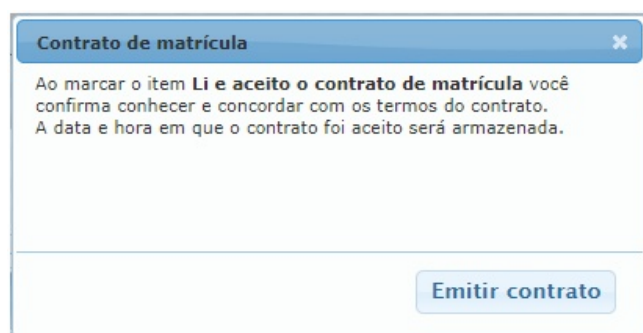 Contrato de matrícula
Ao marcar o item Li e aceito o contrato de matrícula você
confirma conhecer e concordar com os termos do contrato.
A data e hora em que o contrato foi aceito será armazenada.
Emitir contrato